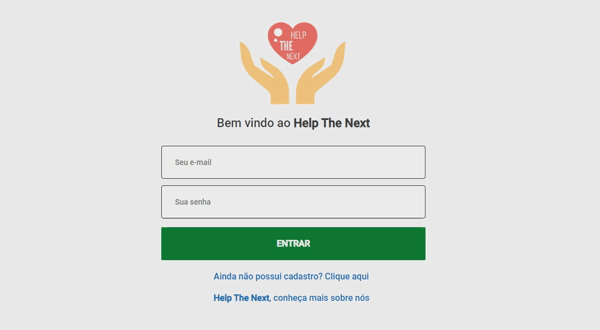 HELP
THE
NEXT
Bem vindo ao Help The Next
Seu e-mail
Sua senha
ENTRAR
Ainda não possui cadastro? Clique aqui
Help The Next, conheça mais sobre nós